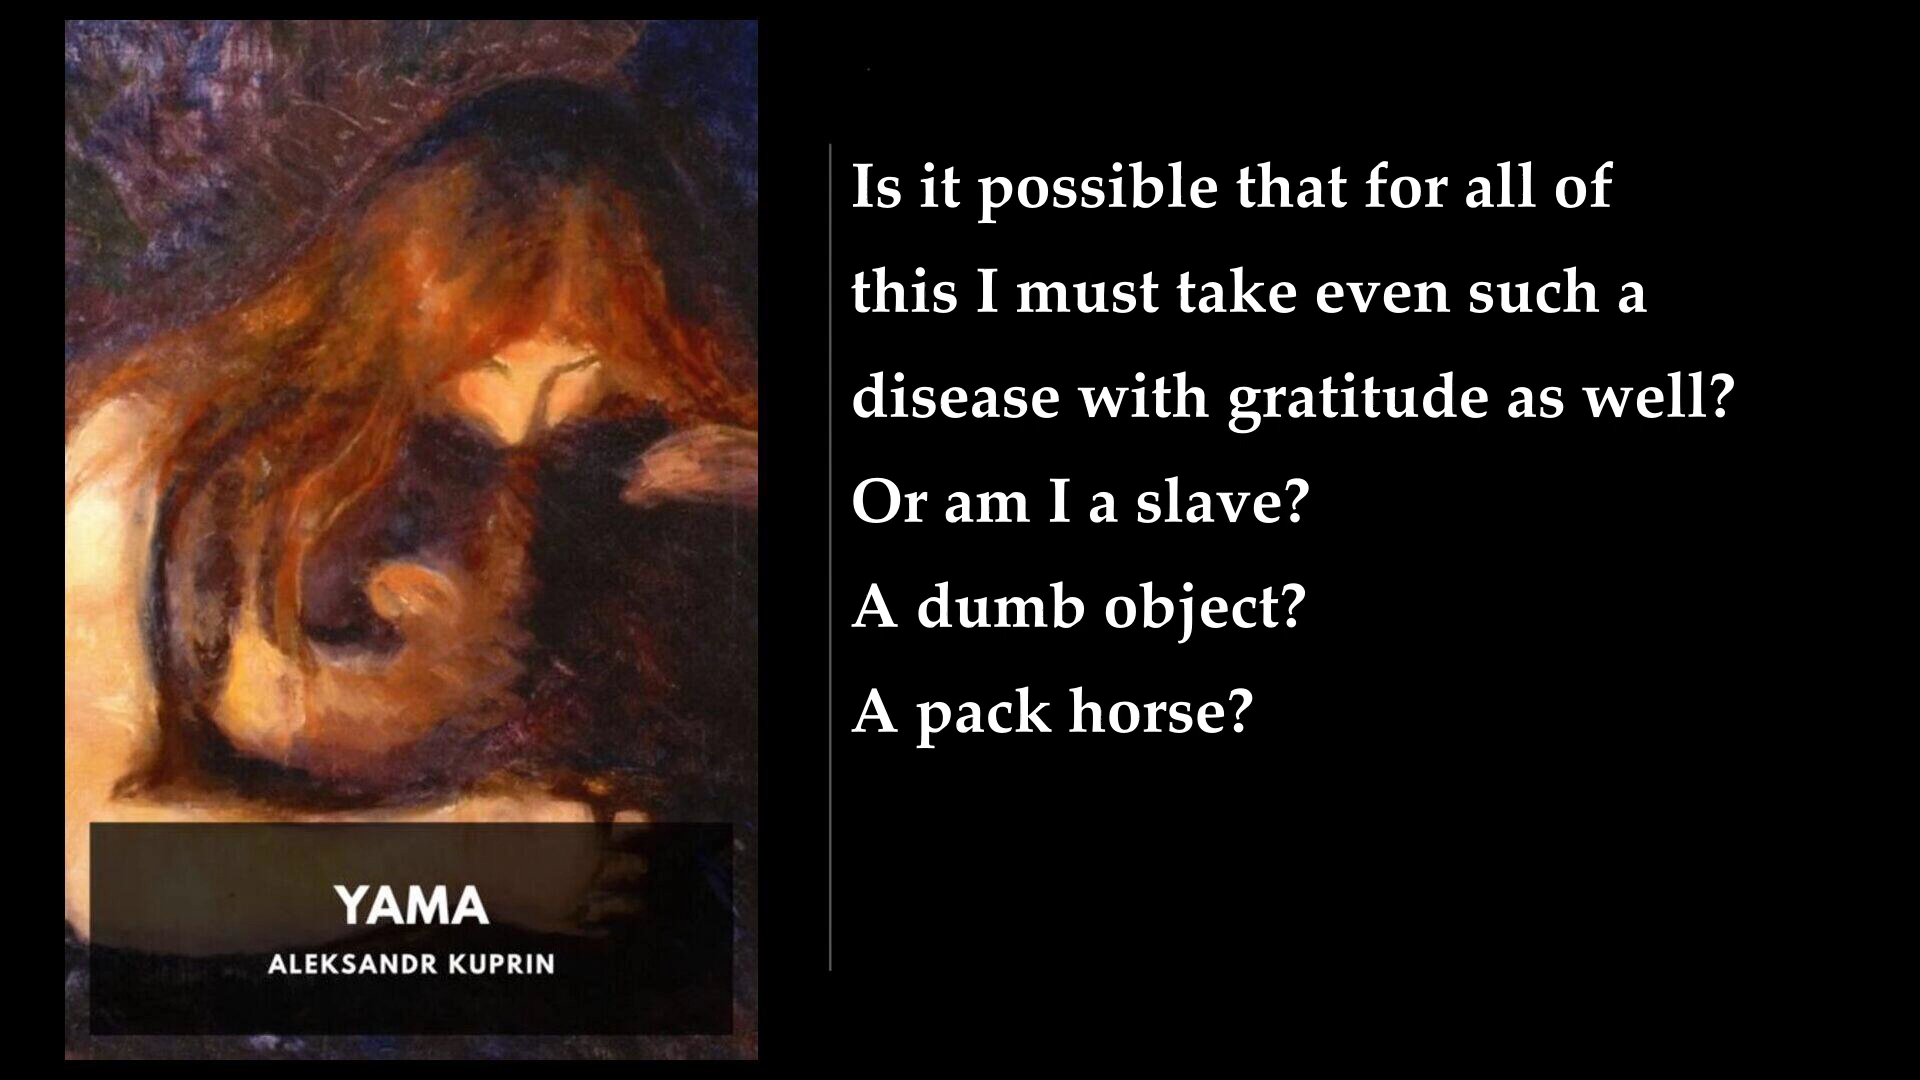 YAMA
ALEKSANDR KUPRIN
Is it possible that for all of
this I must take even such a
disease with gratitude as well?
Or am I a slave?
A dumb object?
A pack horse?